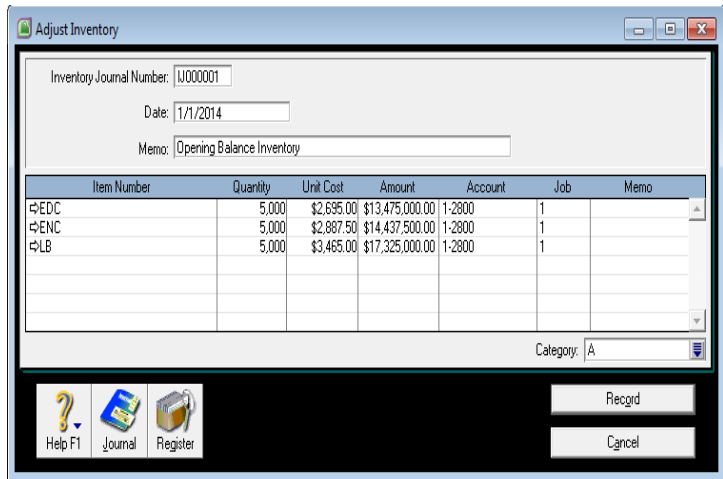 Adjust Inventory
Inventory Journal Number: IJ000001
Date: 1/1/2014
Memo: Opening Balance Inventory
Item Number Quantity Unit Cost Amount Account Job Memo
EDC 5,000 $2,695.00 $13,475,000.00 1-2800 1
ENC 5,000 $2,887.50 $14,437,500.00 1-2800 1
LB 5,000 $3,465.00 $17,325,000.00 1-2800 1
Category: A
Record
Help F1 Journal Register
Cancel